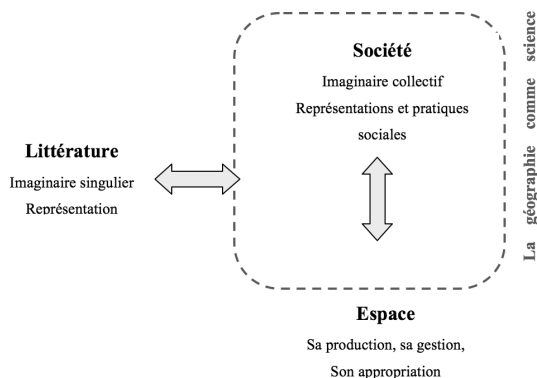 Société
Imaginaire collectif
Représentations et pratiques
sociales
Littérature
Imaginaire singulier
Représentation
Espace
Sa production, sa gestion,
Son appropriation
La géographie comme science